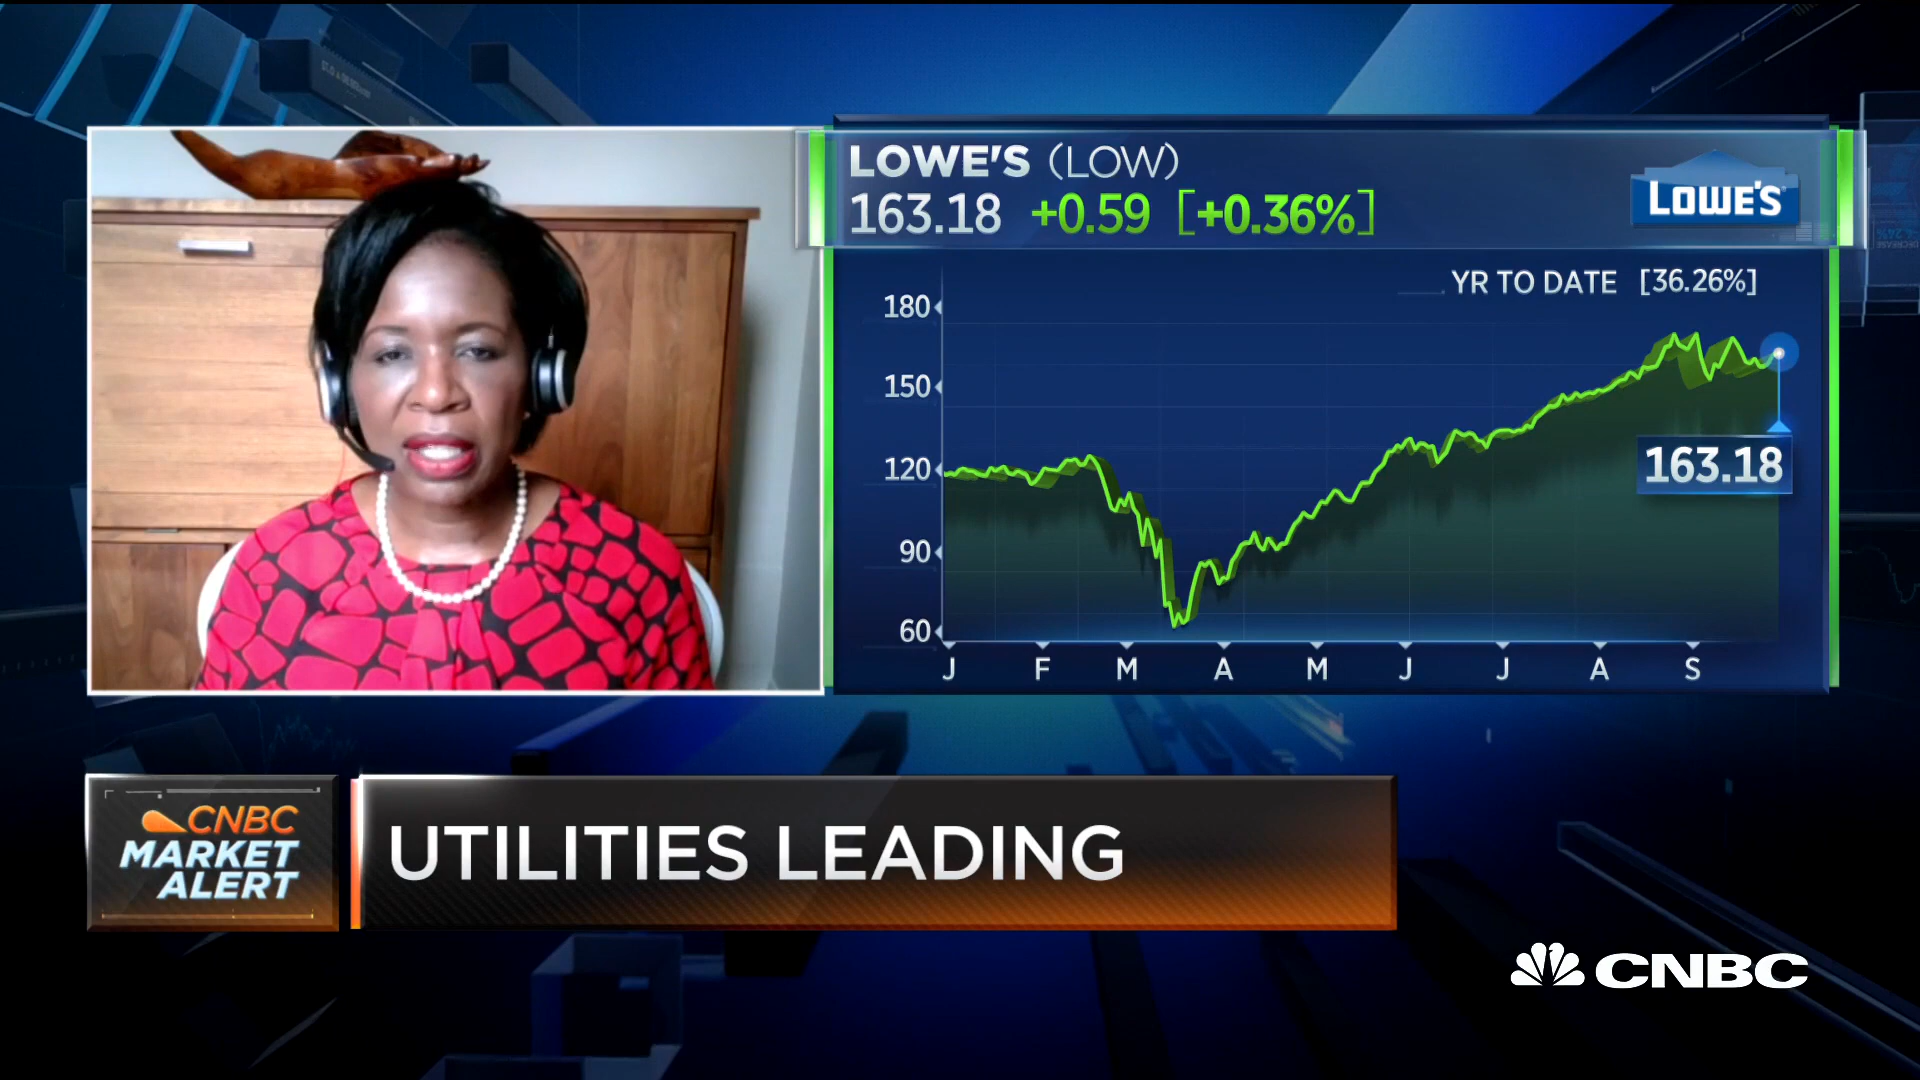 LOWE'S (LOW)
163.18 +0.59 [+0.36%]
LOWE'S
YR TO DATE [36.26%]
180
150
120
90
60
163.18
J F M A M J J A S
CNBC
MARKET
ALERT
UTILITIES LEADING
CNBC